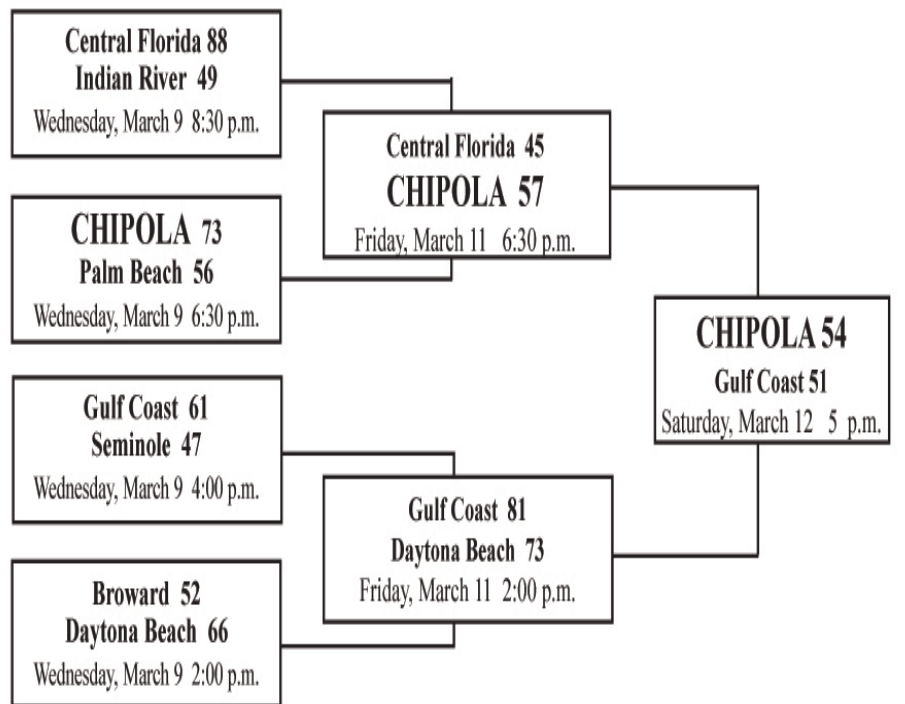 Central Florida 88
Indian River 49
Wednesday, March 9 8:30 p.m.
CHIPOLA 73
Palm Beach 56
Wednesday, March 9 6:30 p.m.
Gulf Coast 61
Seminole 47
Wednesday, March 9 4:00 p.m.
Broward 52
Daytona Beach 66
Wednesday, March 9 2:00 p.m.
Central Florida 45
CHIPOLA 57
Friday, March 11 6:30 p.m.
Gulf Coast 81
Daytona Beach 73
Friday, March 11 2:00 p.m.
CHIPOLA 54
Gulf Coast 51
Saturday, March 12 5 p.m.